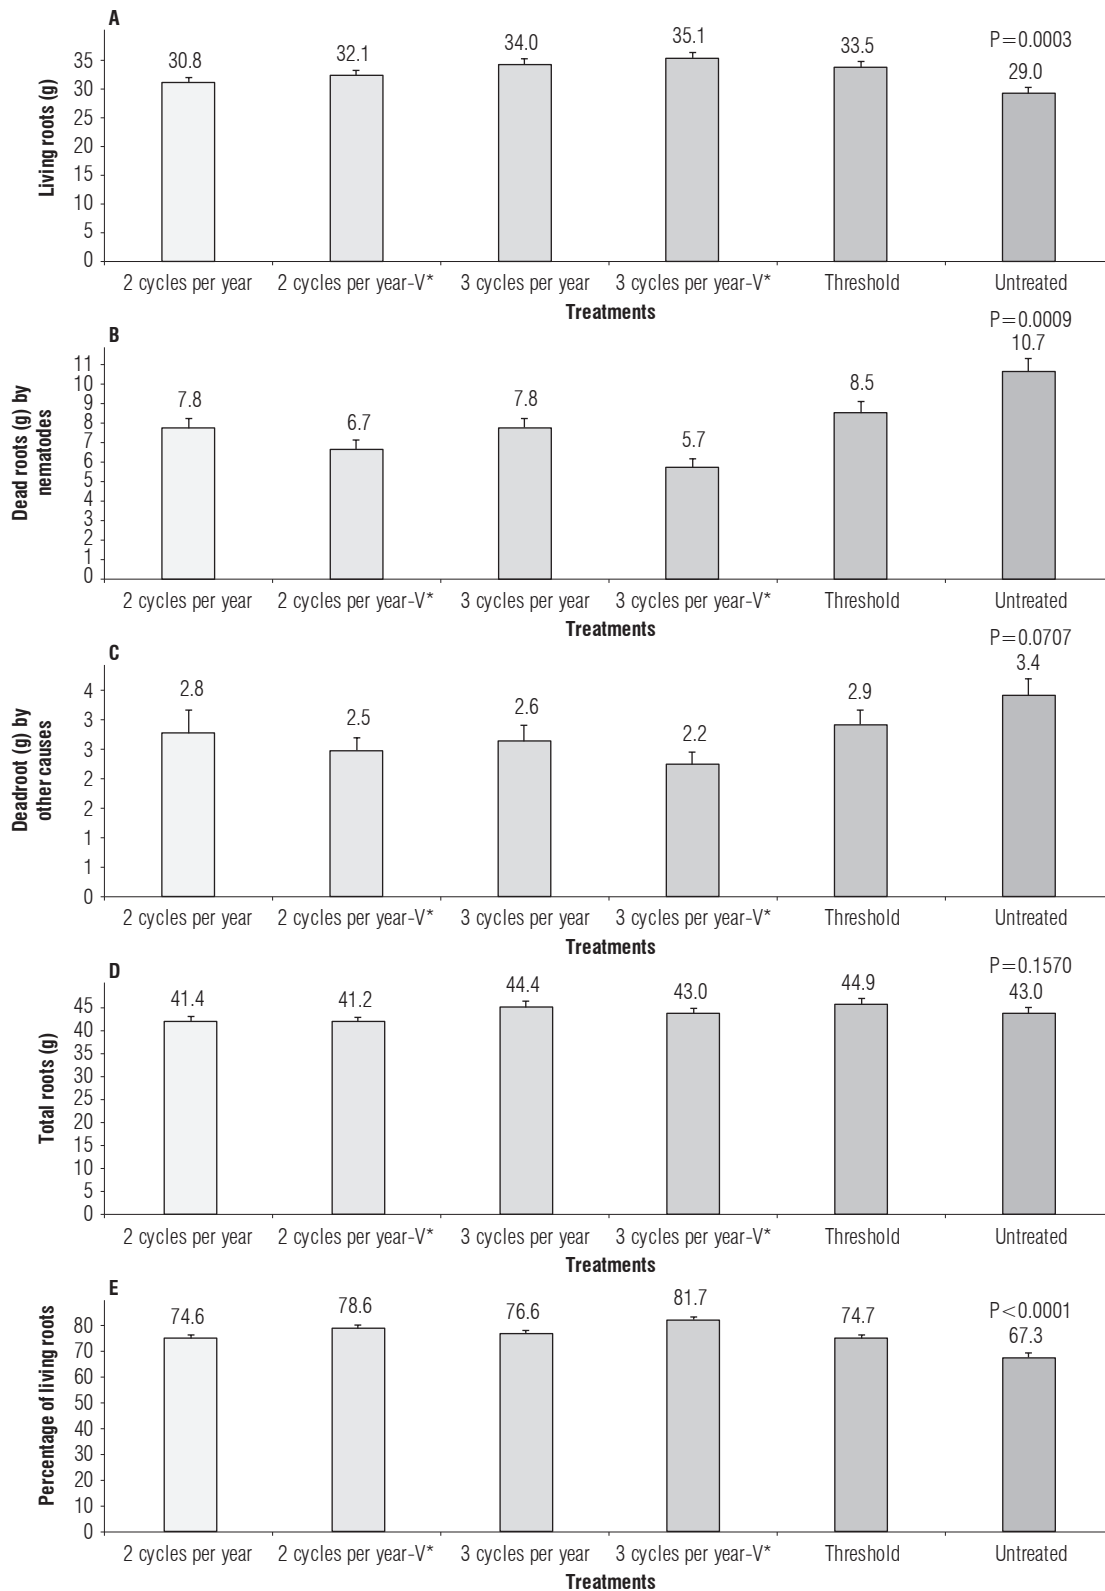 A
Living roots (g)
35
30
25
20
15
10
5
0
30.8
32.1
34.0
35.1
33.5
P=0.0003
29.0
2 cycles per year
2 cycles per year-V*
3 cycles per year
3 cycles per year-V*
Threshold
Untreated
Treatments
B
Dead roots (g) by
nematodes
11
10
9
8
7
6
5
4
3
2
1
0
7.8
6.7
7.8
5.7
8.5
P=0.0009
10.7
2 cycles per year
2 cycles per year-V*
3 cycles per year
3 cycles per year-V*
Threshold
Untreated
Treatments
C
Deadroot (g) by
other causes
4
3
3
2
2
1
1
0
2.8
2.5
2.6
2.2
2.9
P=0.0707
3.4
2 cycles per year
2 cycles per year-V*
3 cycles per year
3 cycles per year-V*
Threshold
Untreated
Treatments
D
Total roots (g)
45
40
35
30
25
20
15
10
5
0
41.4
41.2
44.4
43.0
44.9
P=0.1570
43.0
2 cycles per year
2 cycles per year-V*
3 cycles per year
3 cycles per year-V*
Threshold
Untreated
Treatments
E
Percentage of living roots
80
70
60
50
40
30
20
10
0
74.6
78.6
76.6
81.7
74.7
P<0.0001
67.3
2 cycles per year
2 cycles per year-V*
3 cycles per year
3 cycles per year-V*
Threshold
Untreated
Treatments